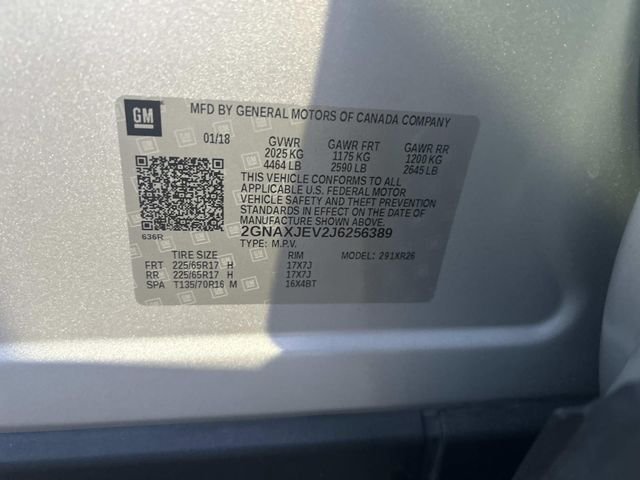 GM MFD BY GENERAL MOTORS OF CANADA COMPANY
01/18 GVWR GAWR FRT GAWR RR
2025 KG 1175 KG 1200 KG
4464 LB 2590 LB 2645 LB
THIS VEHICLE CONFORMS TO ALL
APPLICABLE U.S. FEDERAL MOTOR
VEHICLE SAFETY AND BUMPER
STANDARDS IN EFFECT ON THE DATE OF
MANUFACTURE SHOWN ABOVE.
636R 2GNAXJEV2J6256389
TYPE: M.P.V.
TIRE SIZE RIM MODEL: 291XR26
FRT 225/65R17 H 17X7J
RR 225/65R17 H 17X7J
SPA T135/70R16 M 16X4BT